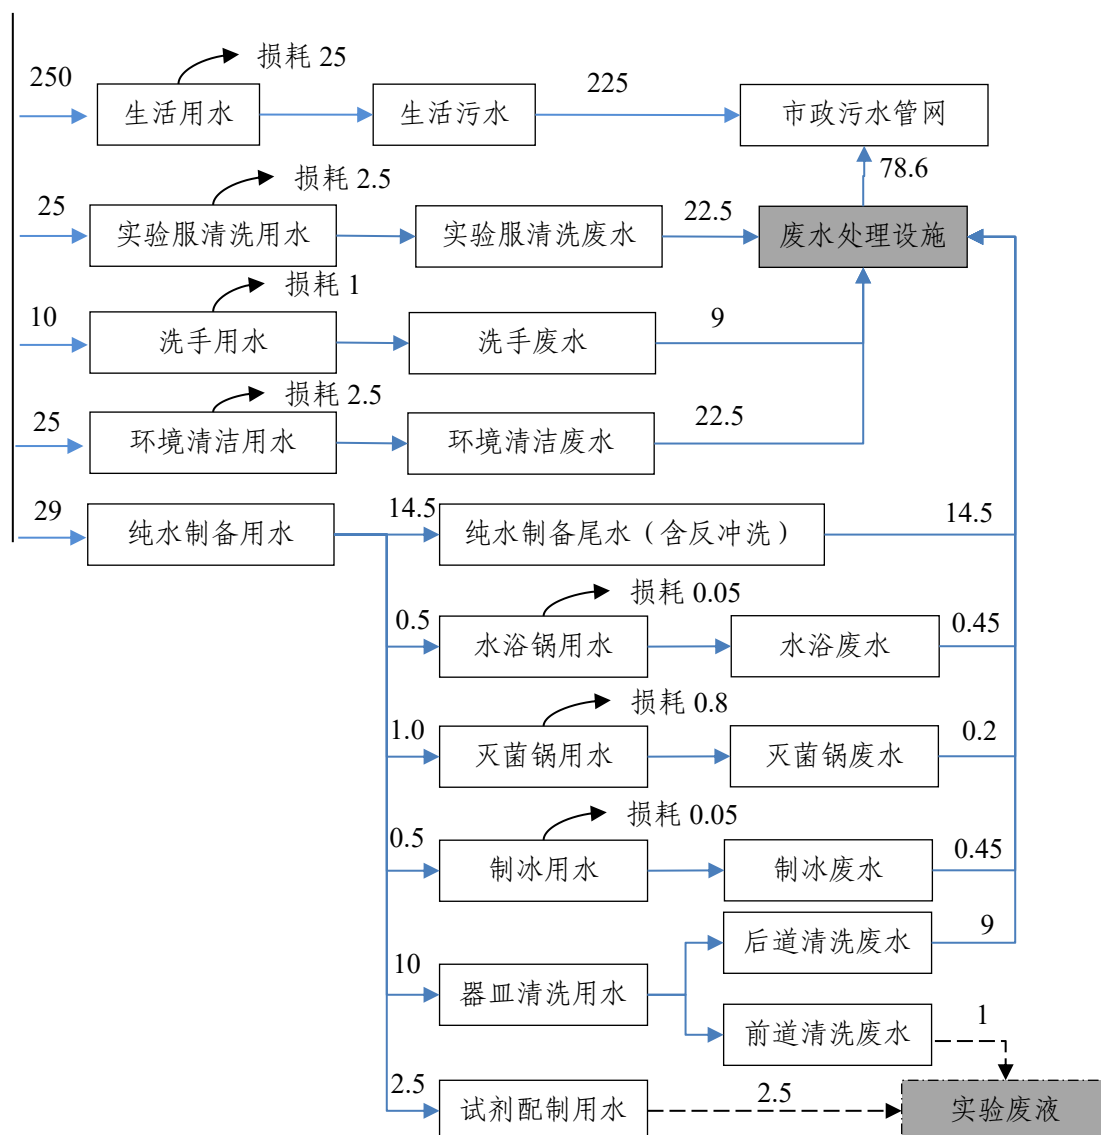 损耗 25
250
生活用水
生活污水
225
市政污水管网
78.6
损耗 2.5
25
实验服清洗用水
实验服清洗废水
22.5
废水处理设施
损耗 1
10
洗手用水
洗手废水
9
损耗 2.5
25
环境清洁用水
环境清洁废水
22.5
29
纯水制备用水
14.5
纯水制备尾水（含反冲洗）
14.5
损耗 0.05
0.5
水浴锅用水
水浴废水
0.45
损耗 0.8
1.0
灭菌锅用水
灭菌锅废水
0.2
损耗 0.05
0.5
制冰用水
制冰废水
0.45
后道清洗废水
9
10
器皿清洗用水
前道清洗废水
1
2.5
试剂配制用水
2.5
实验废液